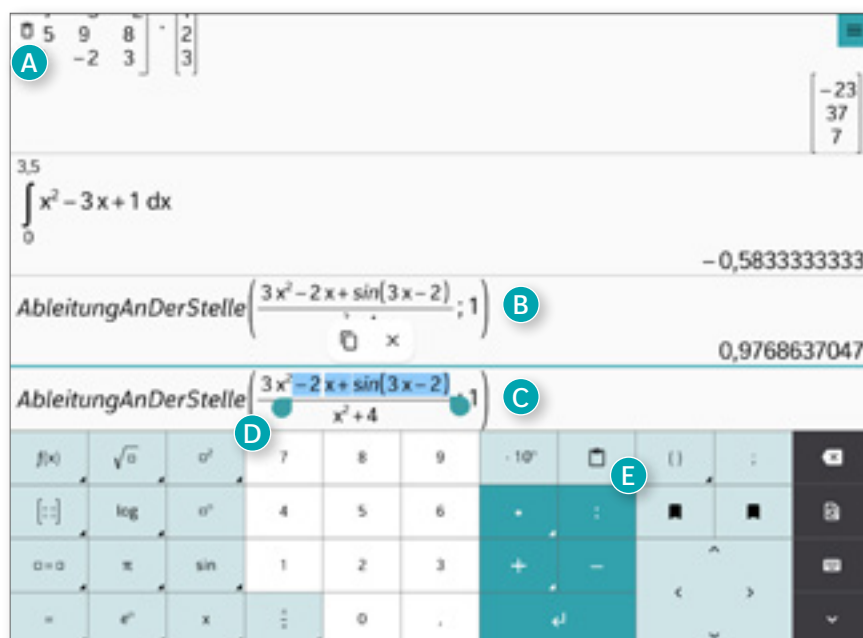 5 9 8 · 2
A -2 3 3
-23
37
7
3,5
∫ x² – 3x + 1 dx
0
–0,5833333333
AbleitungAnDerStelle( 3x² – 2x + sin(3x – 2) ; 1 ) B
0,9768637047
AbleitungAnDerStelle( 3x² – 2x + sin(3x – 2) ; 1 ) C
x² + 4
D
f(x) √ 7 8 9 · 10ⁿ ( ) ;
E
log 4 5 6 • :
□=□ π sin 1 2 3 + –
= eⁿ x 0 ,